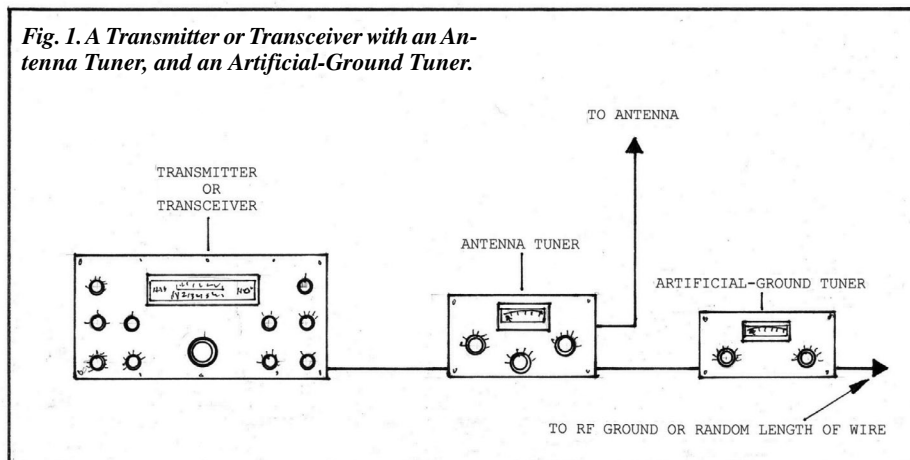 Fig. 1. A Transmitter or Transceiver with an An-
tenna Tuner, and an Artificial-Ground Tuner.
TO ANTENNA
TRANSMITTER
OR
TRANSCEIVER
ANTENNA TUNER
ARTIFICIAL-GROUND TUNER
TO RF GROUND OR RANDOM LENGTH OF WIRE